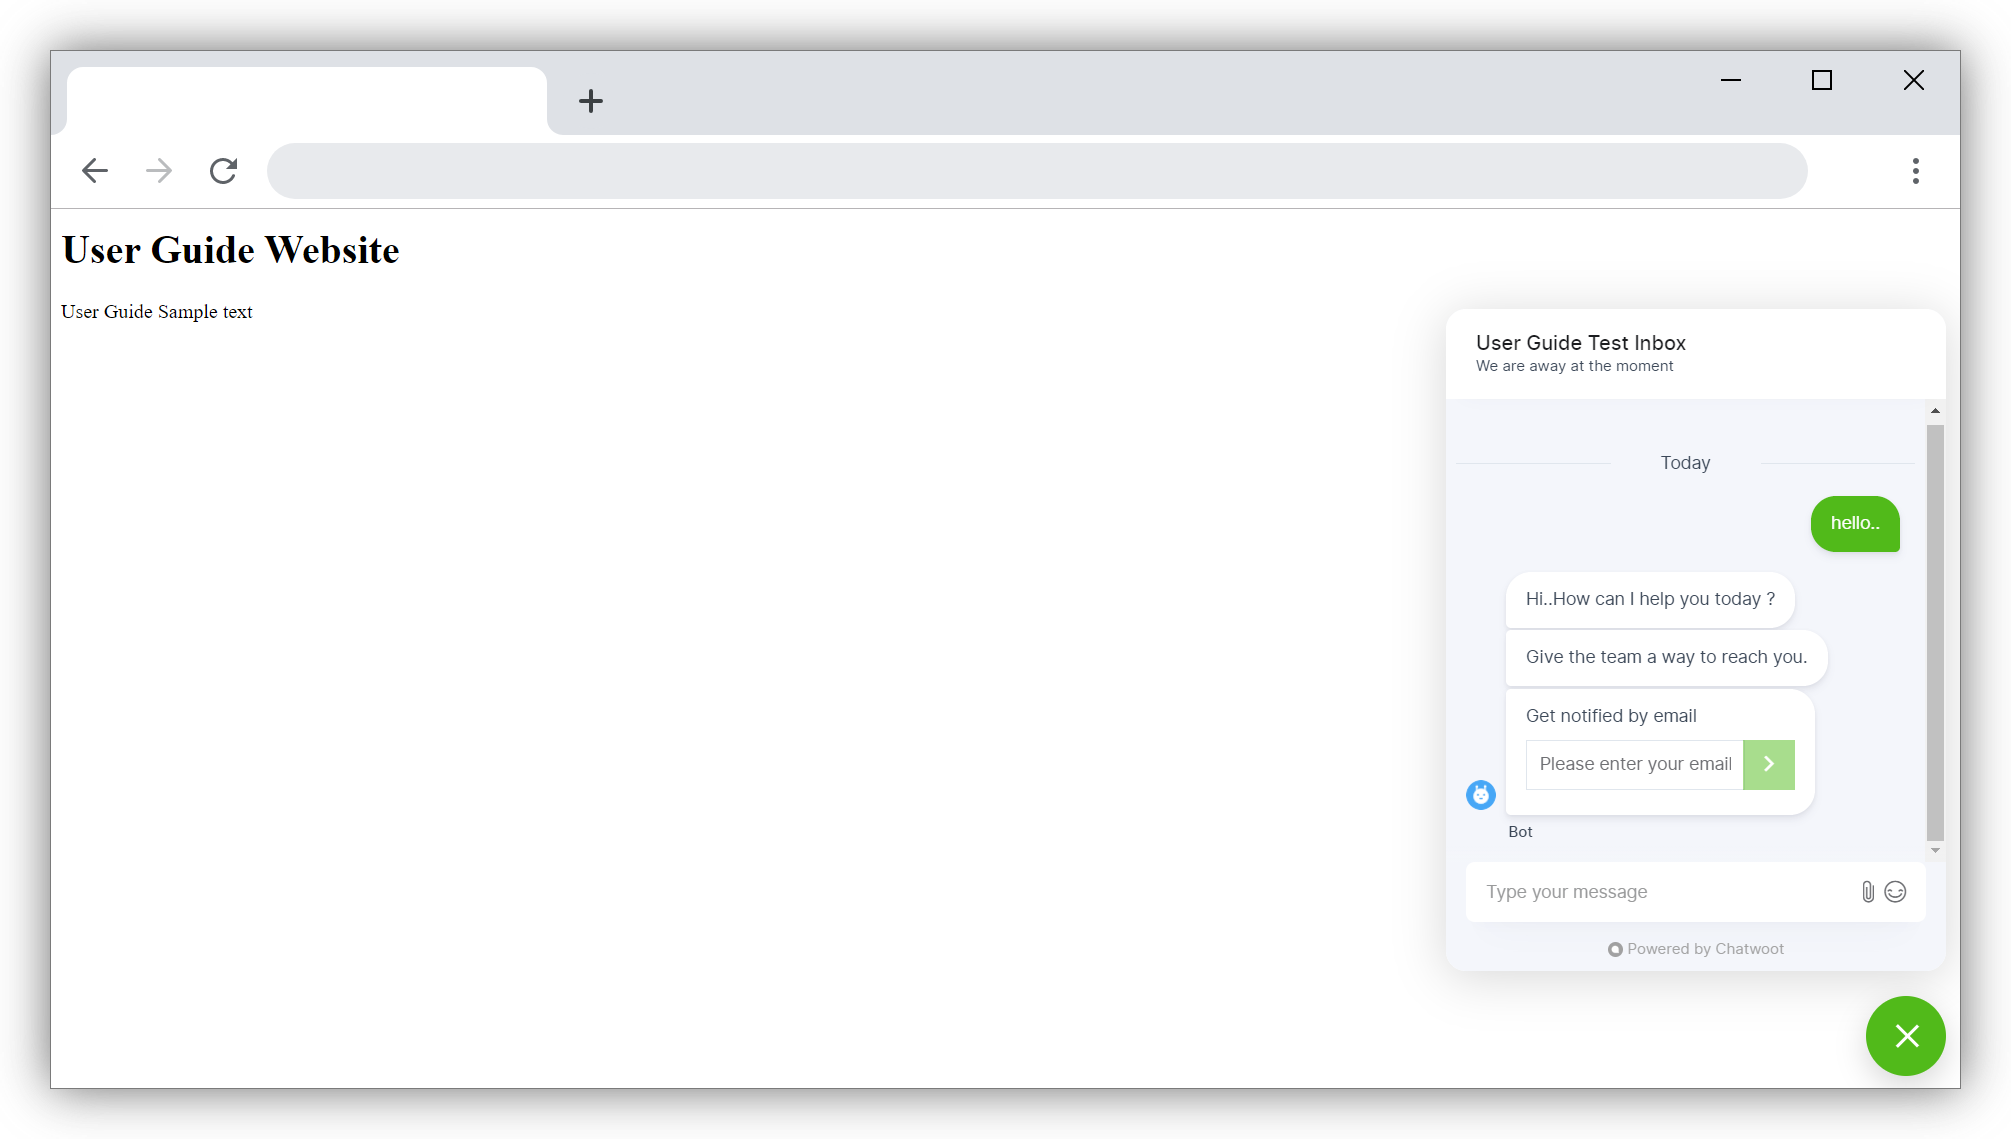 User Guide Website
User Guide Sample text
User Guide Test Inbox
We are away at the moment
Today
hello..
Hi..How can I help you today ?
Give the team a way to reach you.
Get notified by email
Please enter your email
Bot
Type your message
Powered by Chatwoot